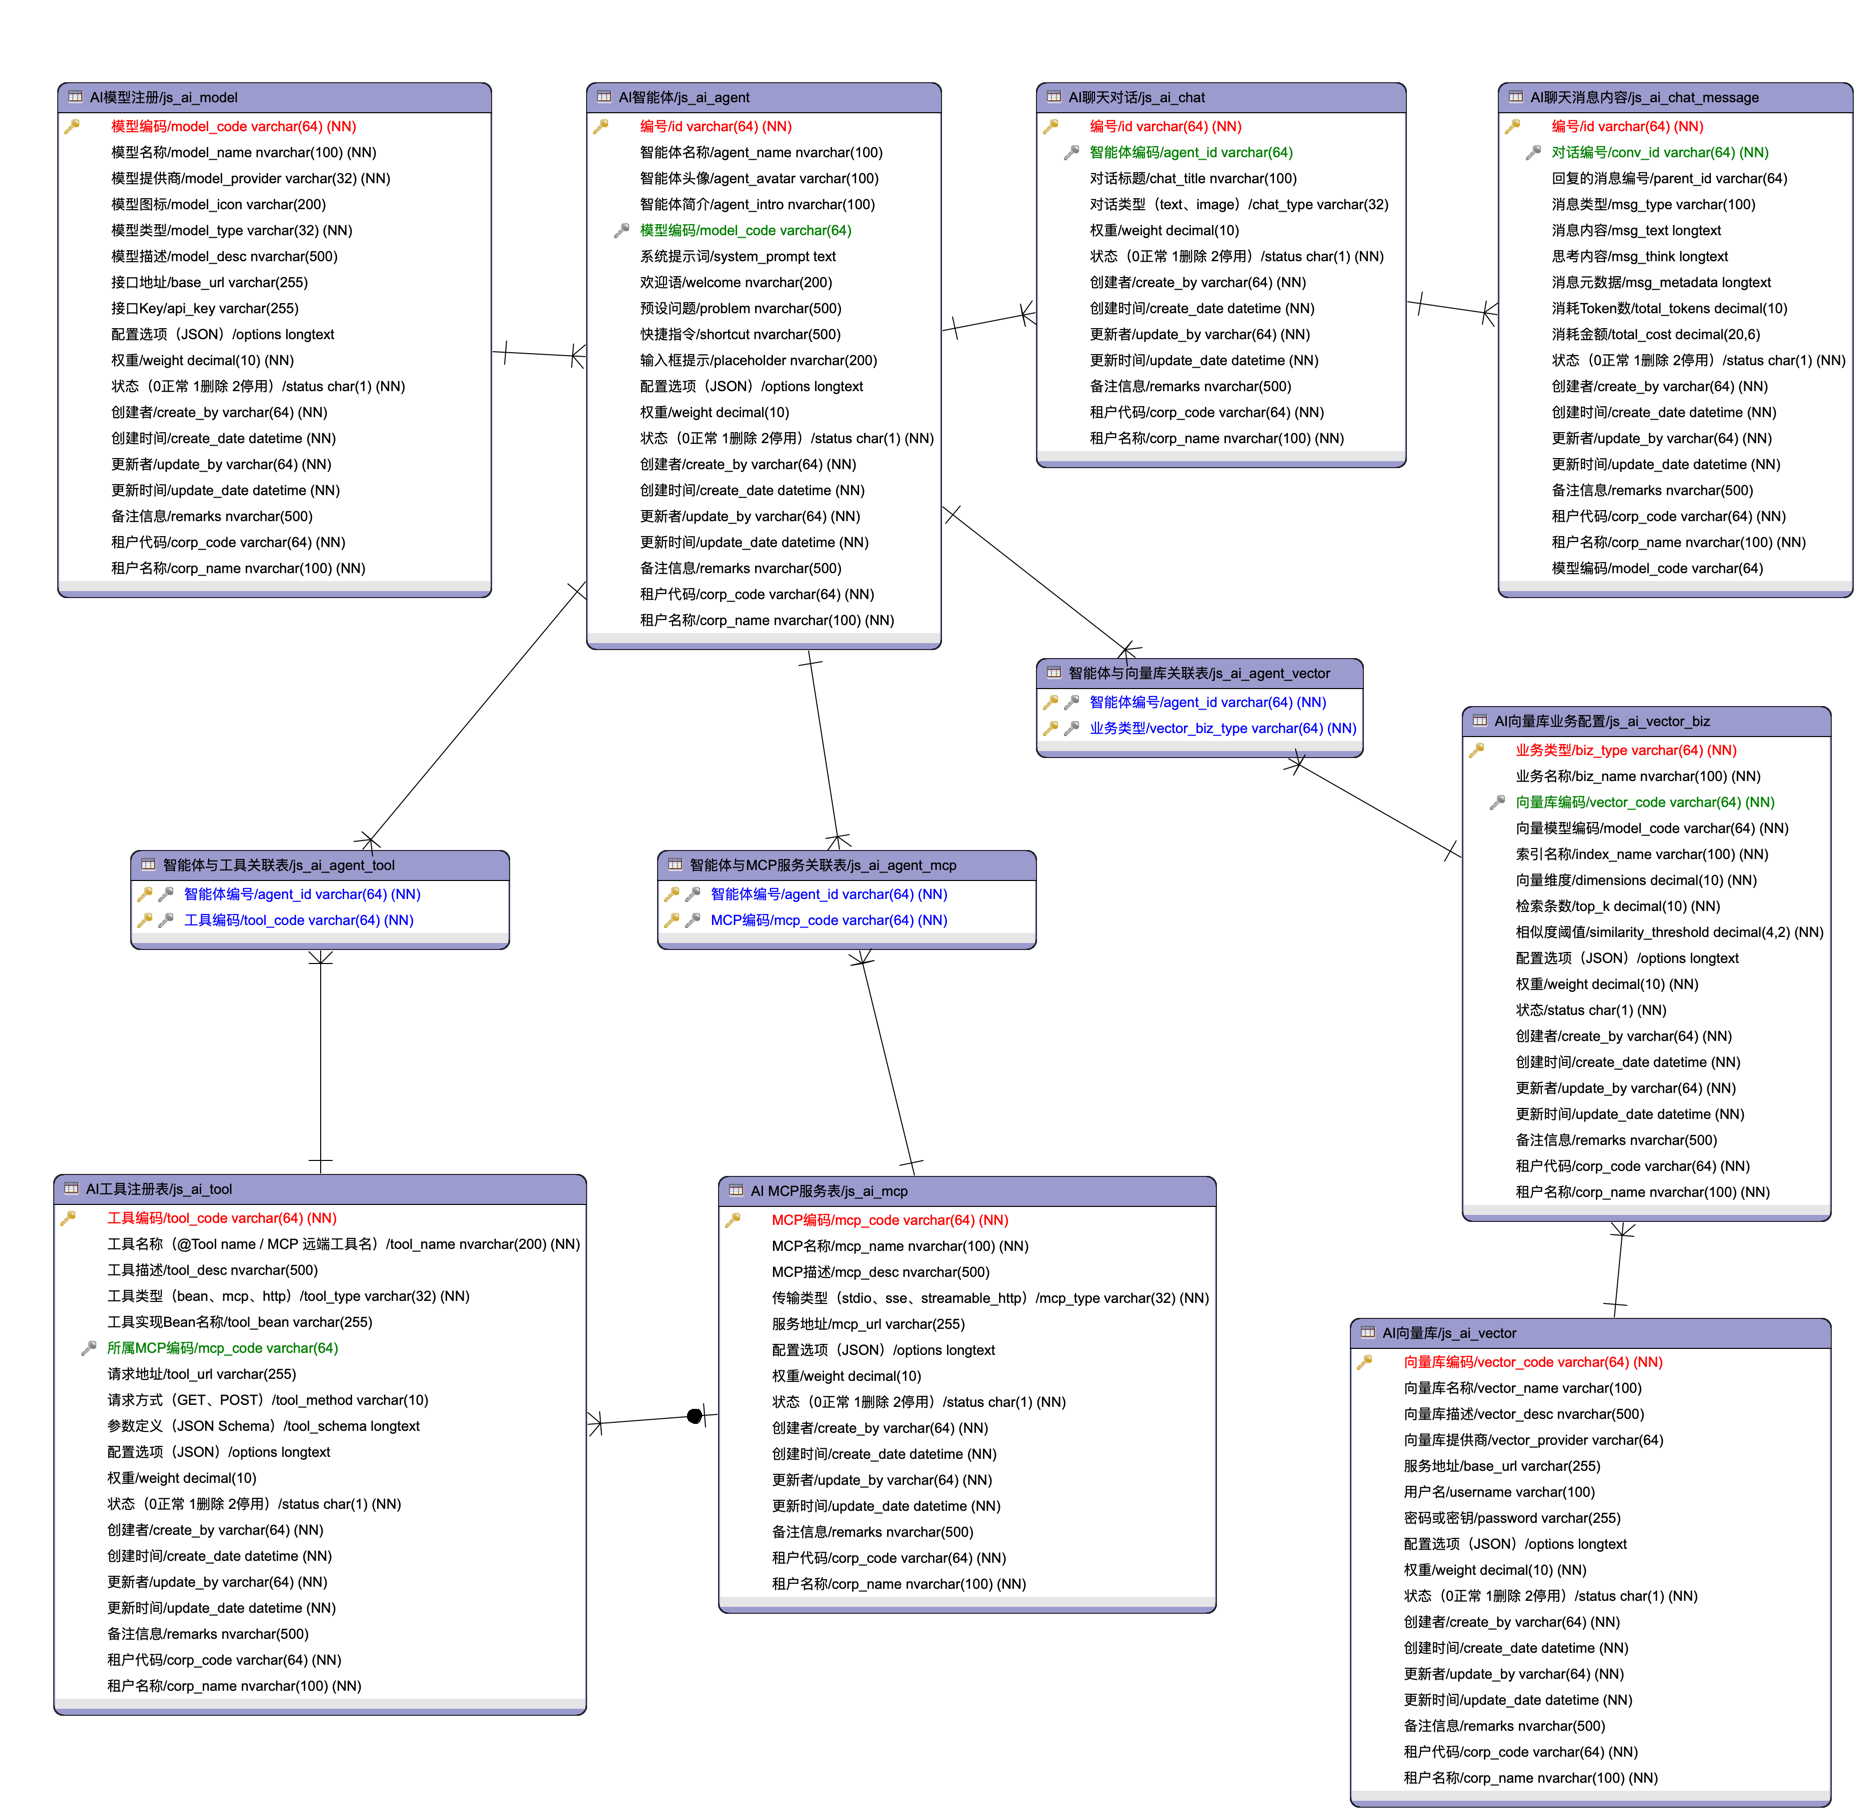 AI模型注册/js_ai_model
模型编码/model_code varchar(64) (NN)
模型名称/model_name nvarchar(100) (NN)
模型提供商/model_provider varchar(32) (NN)
模型图标/model_icon varchar(200)
模型类型/model_type varchar(32) (NN)
模型描述/model_desc nvarchar(500)
接口地址/base_url varchar(255)
接口Key/api_key varchar(255)
配置选项（JSON）/options longtext
权重/weight decimal(10) (NN)
状态（0正常 1删除 2停用）/status char(1) (NN)
创建者/create_by varchar(64) (NN)
创建时间/create_date datetime (NN)
更新者/update_by varchar(64) (NN)
更新时间/update_date datetime (NN)
备注信息/remarks nvarchar(500)
租户代码/corp_code varchar(64) (NN)
租户名称/corp_name nvarchar(100) (NN)
AI智能体/js_ai_agent
编号/id varchar(64) (NN)
智能体名称/agent_name nvarchar(100)
智能体头像/agent_avatar varchar(100)
智能体简介/agent_intro nvarchar(100)
模型编码/model_code varchar(64)
系统提示词/system_prompt text
欢迎语/welcome nvarchar(200)
预设问题/problem nvarchar(500)
快捷指令/shortcut nvarchar(500)
输入框提示/placeholder nvarchar(200)
配置选项（JSON）/options longtext
权重/weight decimal(10)
状态（0正常 1删除 2停用）/status char(1) (NN)
创建者/create_by varchar(64) (NN)
创建时间/create_date datetime (NN)
更新者/update_by varchar(64) (NN)
更新时间/update_date datetime (NN)
备注信息/remarks nvarchar(500)
租户代码/corp_code varchar(64) (NN)
租户名称/corp_name nvarchar(100) (NN)
AI聊天对话/js_ai_chat
编号/id varchar(64) (NN)
智能体编码/agent_id varchar(64)
对话标题/chat_title nvarchar(100)
对话类型（text、image）/chat_type varchar(32)
权重/weight decimal(10)
状态（0正常 1删除 2停用）/status char(1) (NN)
创建者/create_by varchar(64) (NN)
创建时间/create_date datetime (NN)
更新者/update_by varchar(64) (NN)
更新时间/update_date datetime (NN)
备注信息/remarks nvarchar(500)
租户代码/corp_code varchar(64) (NN)
租户名称/corp_name nvarchar(100) (NN)
AI聊天消息内容/js_ai_chat_message
编号/id varchar(64) (NN)
对话编号/conv_id varchar(64) (NN)
回复的消息编号/parent_id varchar(64)
消息类型/msg_type varchar(100)
消息内容/msg_text longtext
思考内容/msg_think longtext
消息元数据/msg_metadata longtext
消耗Token数/total_tokens decimal(10)
消耗金额/total_cost decimal(20,6)
状态（0正常 1删除 2停用）/status char(1) (NN)
创建者/create_by varchar(64) (NN)
创建时间/create_date datetime (NN)
更新者/update_by varchar(64) (NN)
更新时间/update_date datetime (NN)
备注信息/remarks nvarchar(500)
租户代码/corp_code varchar(64) (NN)
租户名称/corp_name nvarchar(100) (NN)
模型编码/model_code varchar(64)
智能体与向量库关联表/js_ai_agent_vector
智能体编号/agent_id varchar(64) (NN)
业务类型/vector_biz_type varchar(64) (NN)
AI向量库业务配置/js_ai_vector_biz
业务类型/biz_type varchar(64) (NN)
业务名称/biz_name nvarchar(100) (NN)
向量库编码/vector_code varchar(64) (NN)
向量模型编码/model_code varchar(64) (NN)
索引名称/index_name varchar(100) (NN)
向量维度/dimensions decimal(10) (NN)
检索条数/top_k decimal(10) (NN)
相似度阈值/similarity_threshold decimal(4,2) (NN)
配置选项（JSON）/options longtext
权重/weight decimal(10) (NN)
状态/status char(1) (NN)
创建者/create_by varchar(64) (NN)
创建时间/create_date datetime (NN)
更新者/update_by varchar(64) (NN)
更新时间/update_date datetime (NN)
备注信息/remarks nvarchar(500)
租户代码/corp_code varchar(64) (NN)
租户名称/corp_name nvarchar(100) (NN)
智能体与工具关联表/js_ai_agent_tool
智能体编号/agent_id varchar(64) (NN)
工具编码/tool_code varchar(64) (NN)
智能体与MCP服务关联表/js_ai_agent_mcp
智能体编号/agent_id varchar(64) (NN)
MCP编码/mcp_code varchar(64) (NN)
AI工具注册表/js_ai_tool
工具编码/tool_code varchar(64) (NN)
工具名称（@Tool name / MCP 远端工具名）/tool_name nvarchar(200) (NN)
工具描述/tool_desc nvarchar(500)
工具类型（bean、mcp、http）/tool_type varchar(32) (NN)
工具实现Bean名称/tool_bean varchar(255)
所属MCP编码/mcp_code varchar(64)
请求地址/tool_url varchar(255)
请求方式（GET、POST）/tool_method varchar(10)
参数定义（JSON Schema）/tool_schema longtext
配置选项（JSON）/options longtext
权重/weight decimal(10)
状态（0正常 1删除 2停用）/status char(1) (NN)
创建者/create_by varchar(64) (NN)
创建时间/create_date datetime (NN)
更新者/update_by varchar(64) (NN)
更新时间/update_date datetime (NN)
备注信息/remarks nvarchar(500)
租户代码/corp_code varchar(64) (NN)
租户名称/corp_name nvarchar(100) (NN)
AI MCP服务表/js_ai_mcp
MCP编码/mcp_code varchar(64) (NN)
MCP名称/mcp_name nvarchar(100) (NN)
MCP描述/mcp_desc nvarchar(500)
传输类型（stdio、sse、streamable_http）/mcp_type varchar(32) (NN)
服务地址/mcp_url varchar(255)
配置选项（JSON）/options longtext
权重/weight decimal(10)
状态（0正常 1删除 2停用）/status char(1) (NN)
创建者/create_by varchar(64) (NN)
创建时间/create_date datetime (NN)
更新者/update_by varchar(64) (NN)
更新时间/update_date datetime (NN)
备注信息/remarks nvarchar(500)
租户代码/corp_code varchar(64) (NN)
租户名称/corp_name nvarchar(100) (NN)
AI向量库/js_ai_vector
向量库编码/vector_code varchar(64) (NN)
向量库名称/vector_name varchar(100)
向量库描述/vector_desc nvarchar(500)
向量库提供商/vector_provider varchar(64)
服务地址/base_url varchar(255)
用户名/username varchar(100)
密码或密钥/password varchar(255)
配置选项（JSON）/options longtext
权重/weight decimal(10) (NN)
状态（0正常 1删除 2停用）/status char(1) (NN)
创建者/create_by varchar(64) (NN)
创建时间/create_date datetime (NN)
更新者/update_by varchar(64) (NN)
更新时间/update_date datetime (NN)
备注信息/remarks nvarchar(500)
租户代码/corp_code varchar(64) (NN)
租户名称/corp_name nvarchar(100) (NN)